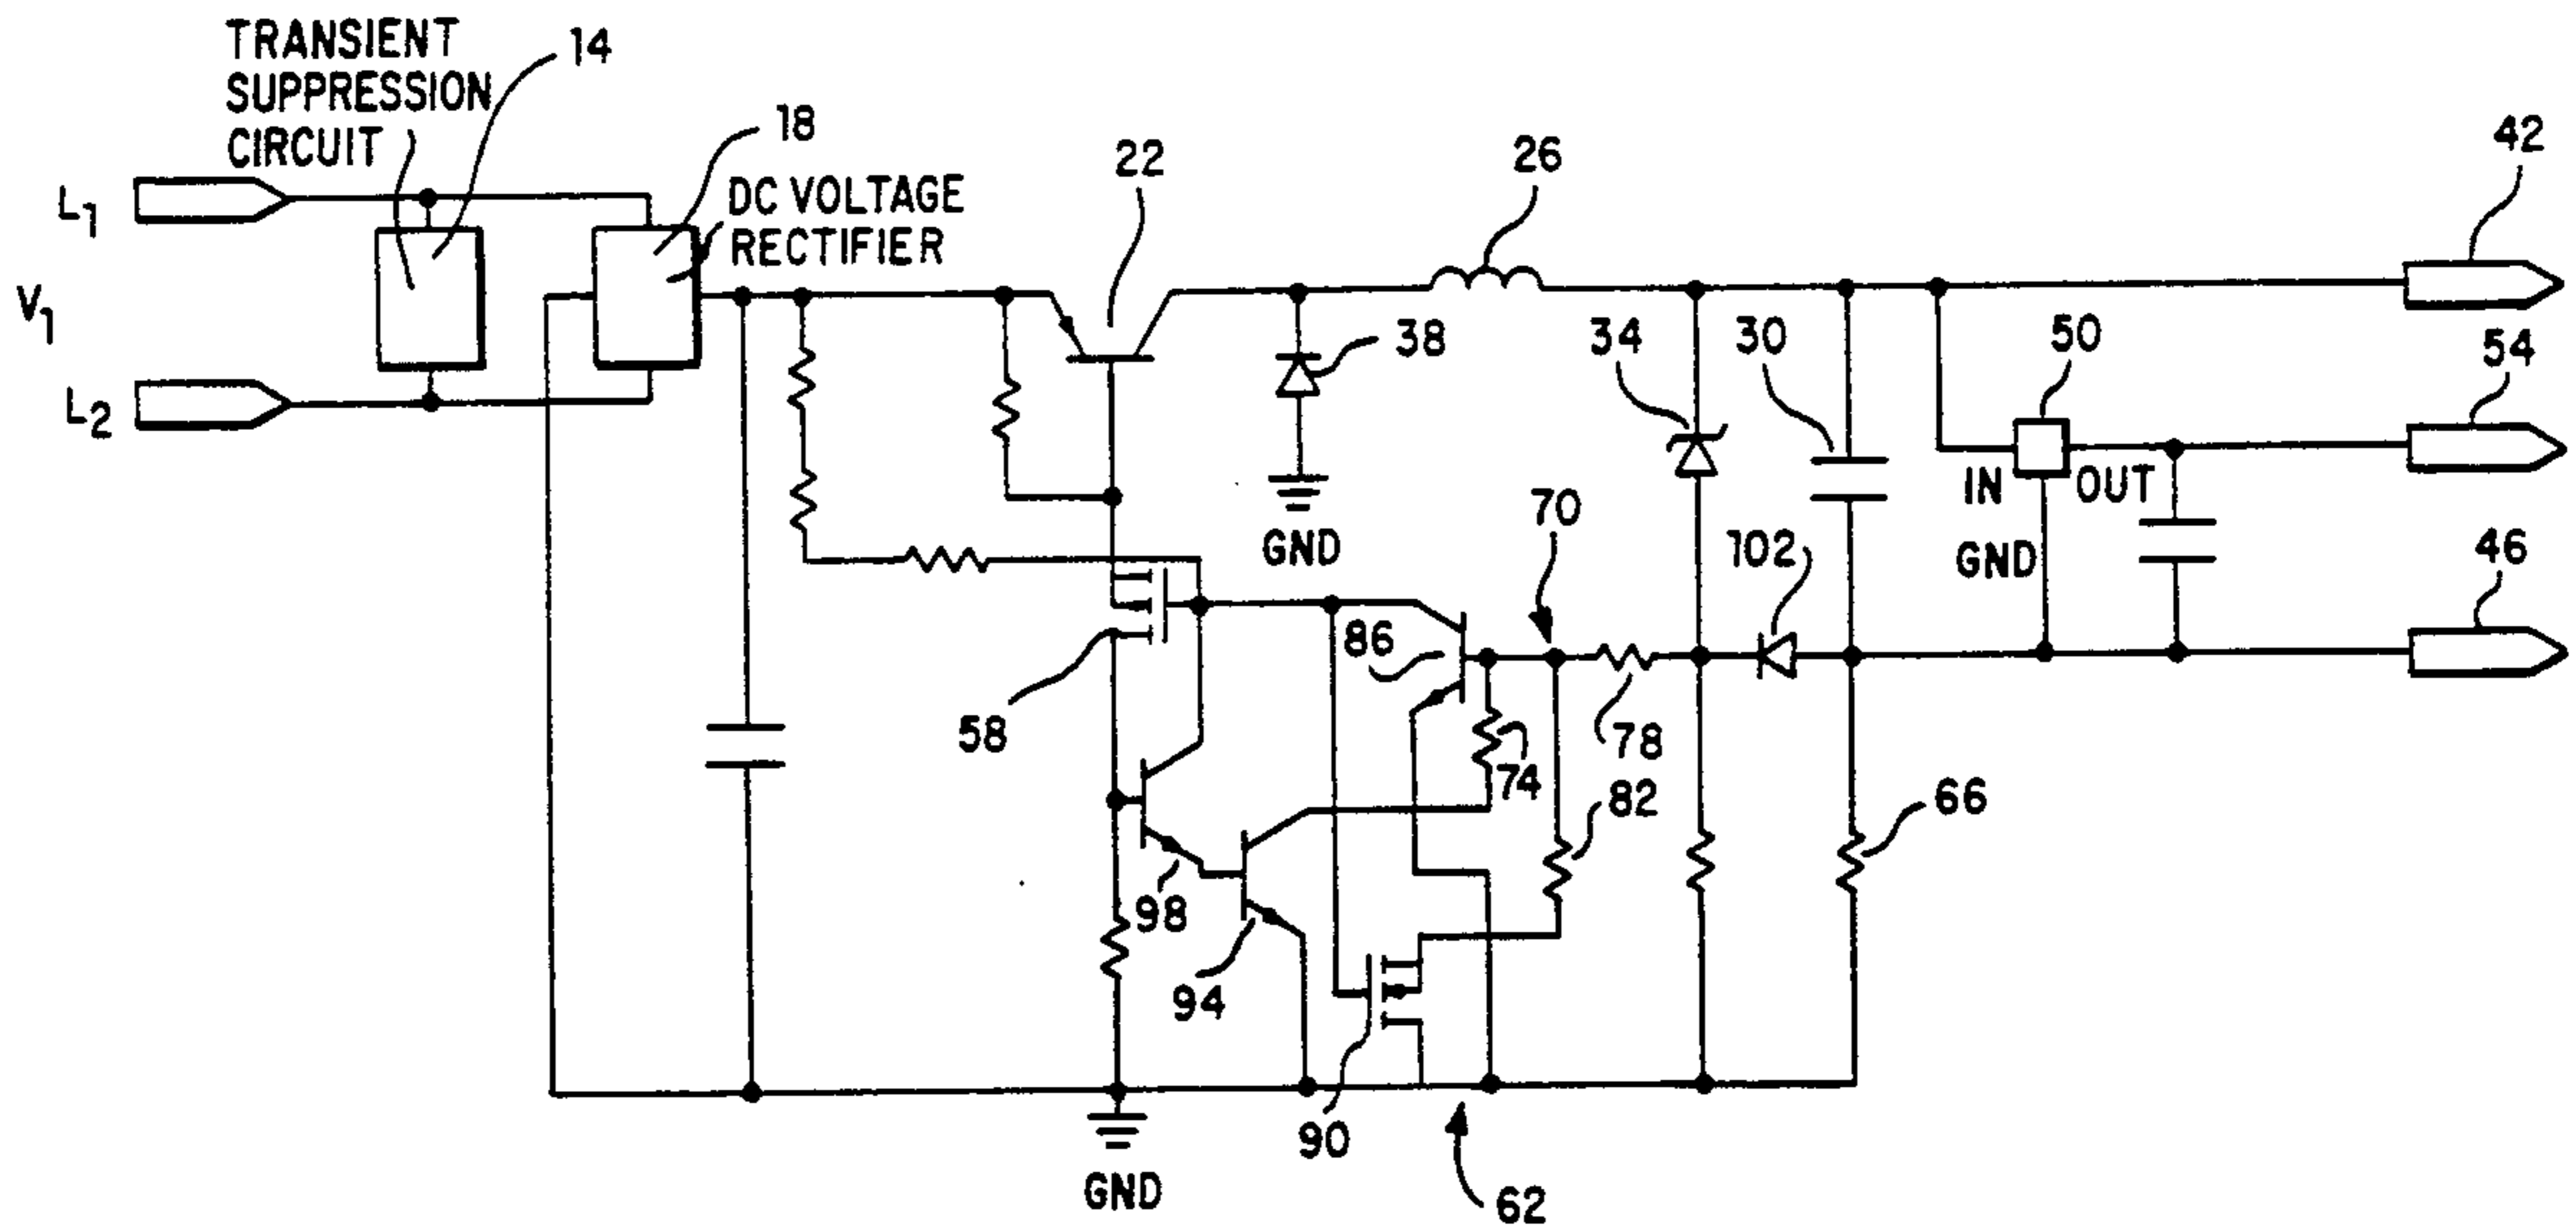 TRANSIENT
SUPPRESSION
CIRCUIT
14
18
DC VOLTAGE
RECTIFIER
22
26
42
L1
V1
L2
38
34
30
50
54
IN
OUT
GND
GND
70
102
46
86
58
78
74
82
66
98
94
90
62
GND